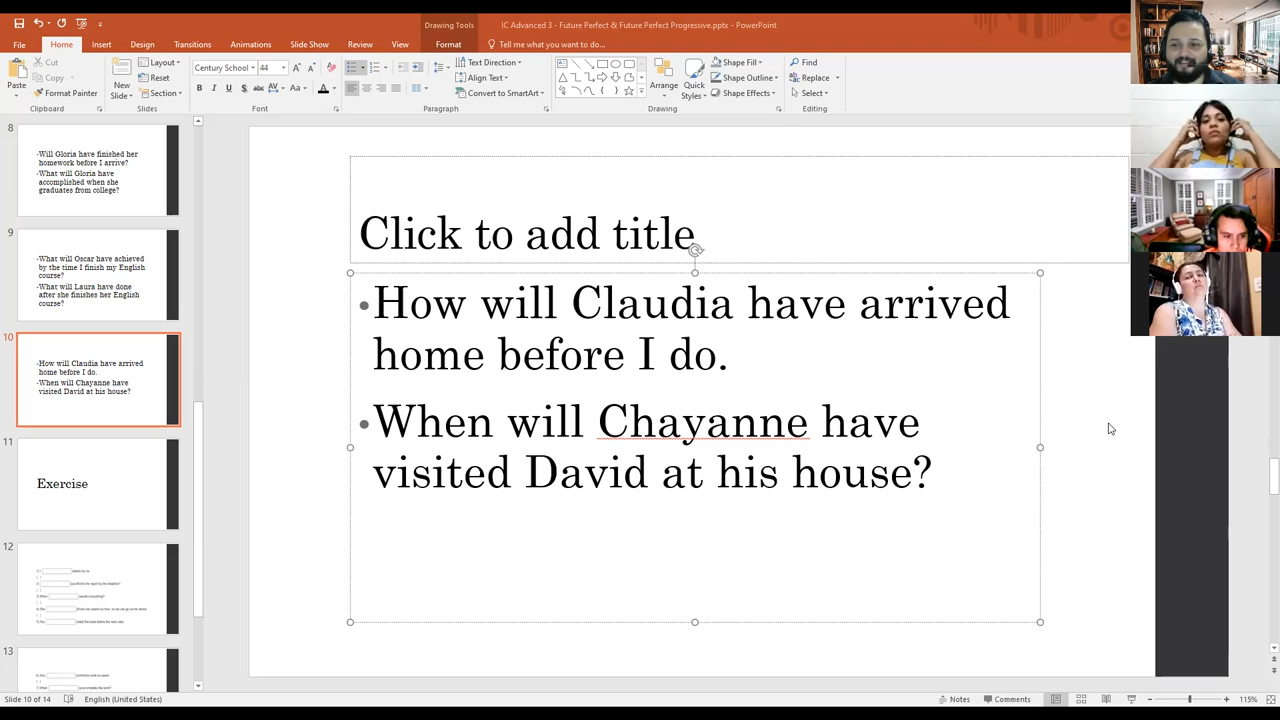 Drawing Tools
IC Advanced 3 - Future Perfect & Future Perfect Progressive.pptx - PowerPoint
File
Home
Insert
Design
Transitions
Animations
Slide Show
Review
View
Format
Tell me what you want to do...
Paste
Cut
Copy
Format Painter
Clipboard
New
Slide
Layout
Reset
Section
Slides
Century School
44
B I U S abc AV Aa A
Font
Text Direction
Align Text
Convert to SmartArt
Paragraph
Arrange
Quick
Styles
Shape Fill
Shape Outline
Shape Effects
Drawing
Find
Replace
Select
Editing
8
Will Gloria have finished her
homework before I arrive?
What will Gloria have
accomplished when she
graduates from college?
9
What will Oscar have achieved
by the time I finish my English
course?
What will Laura have done
after she finishes her English
course?
10
How will Claudia have arrived
home before I do.
When will Chayanne have
visited David at his house?
11
Exercise
12
13
Click to add title
• How will Claudia have arrived
home before I do.
• When will Chayanne have
visited David at his house?
Slide 10 of 14
English (United States)
Notes
Comments
115%